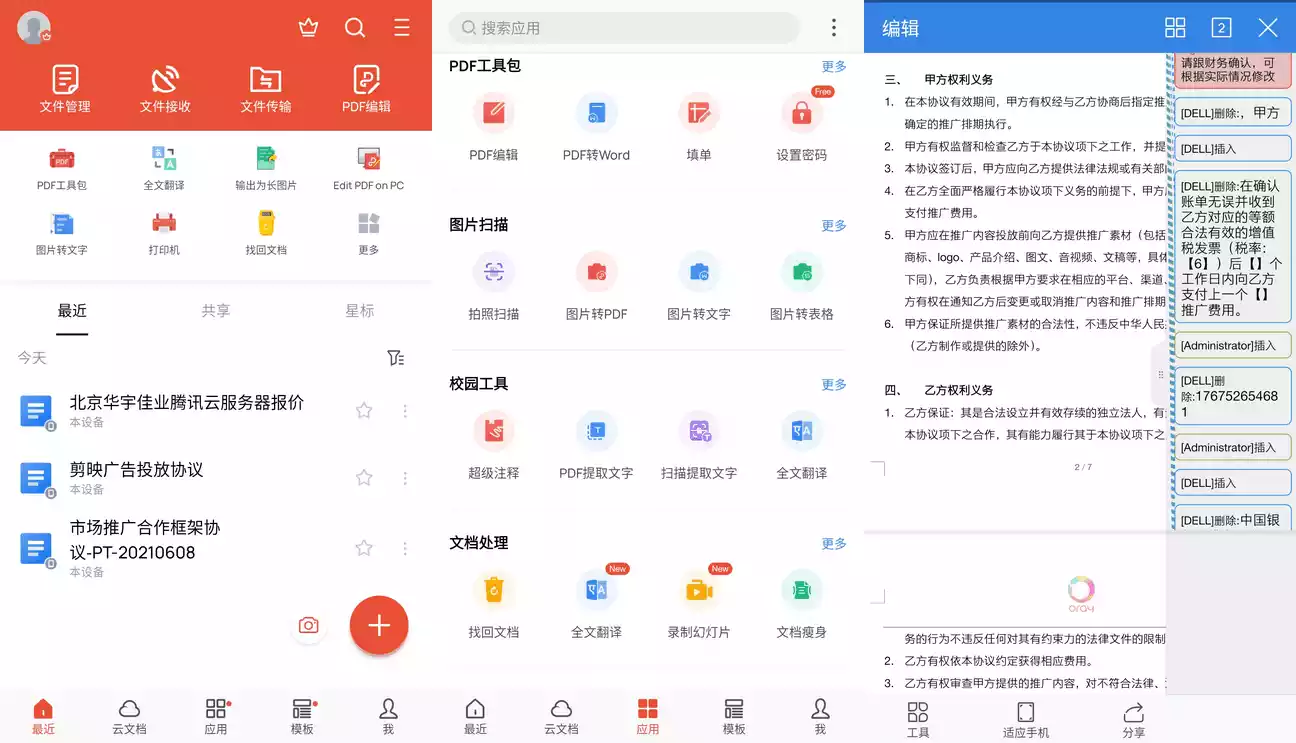 文件管理
文件接收
文件传输
PDF编辑
PDF
PDF工具包
全文翻译
输出为长图片
Edit PDF on PC
图片转文字
打印机
找回文档
更多
最近
共享
星标
今天
北京华宇佳业腾讯云服务器报价
本设备
剪映广告投放协议
本设备
市场推广合作框架协
议-PT-20210608
本设备
最近
云文档
应用
模板
我
搜索应用
PDF工具包
更多
Free
PDF编辑
PDF转Word
填单
设置密码
图片扫描
更多
拍照扫描
图片转PDF
图片转文字
图片转表格
校园工具
更多
超级注释
PDF提取文字
扫描提取文字
全文翻译
文档处理
更多
New
New
找回文档
全文翻译
录制幻灯片
文档瘦身
最近
云文档
应用
模板
我
编辑
2
三、 甲方权利义务
1. 在本协议有效期间，甲方有权经与乙方协商后指定推
确定的推广排期执行。
2. 甲方有权监督和检查乙方于本协议项下之工作，并提
3. 本协议签订后，甲方应向乙方提供法律法规或有关部
4. 在乙方全面严格履行本协议项下义务的前提下，甲方
支付推广费用。
5. 甲方应在推广内容投放前向乙方提供推广素材（包括
商标、logo、产品介绍、图文、音视频、文稿等，具体
下同），乙方负责根据甲方要求在相应的平台、渠道、
方有权在通知乙方后变更或取消推广内容和推广排期
6. 甲方保证所提供推广素材的合法性，不违反中华人民
（乙方制作或提供的除外）。
四、 乙方权利义务
1. 乙方保证：其是合法设立并有效存续的独立法人，有
本协议项下之合作，其有能力履行其于本协议项下之
2 / 7
oray
务的行为不违反任何对其有约束力的法律文件的限制
2. 乙方有权依本协议约定获得相应费用。
3. 乙方有权审查甲方提供的推广内容，对不符合法律、
请跟财务确认，可
根据实际情况修改
[DELL]删除:，甲方
[DELL]插入
[DELL]删除:在确认
账单无误并收到
乙方对应的等额
合法有效的增值
税发票（税率：
【6】）后【】个
工作日内向乙方
支付上一个【】
推广费用。
[Administrator]插入
[DELL]删
除:17675265468
1
[Administrator]插入
[DELL]插入
[DELL]删除:中国银
工具
适应手机
分享